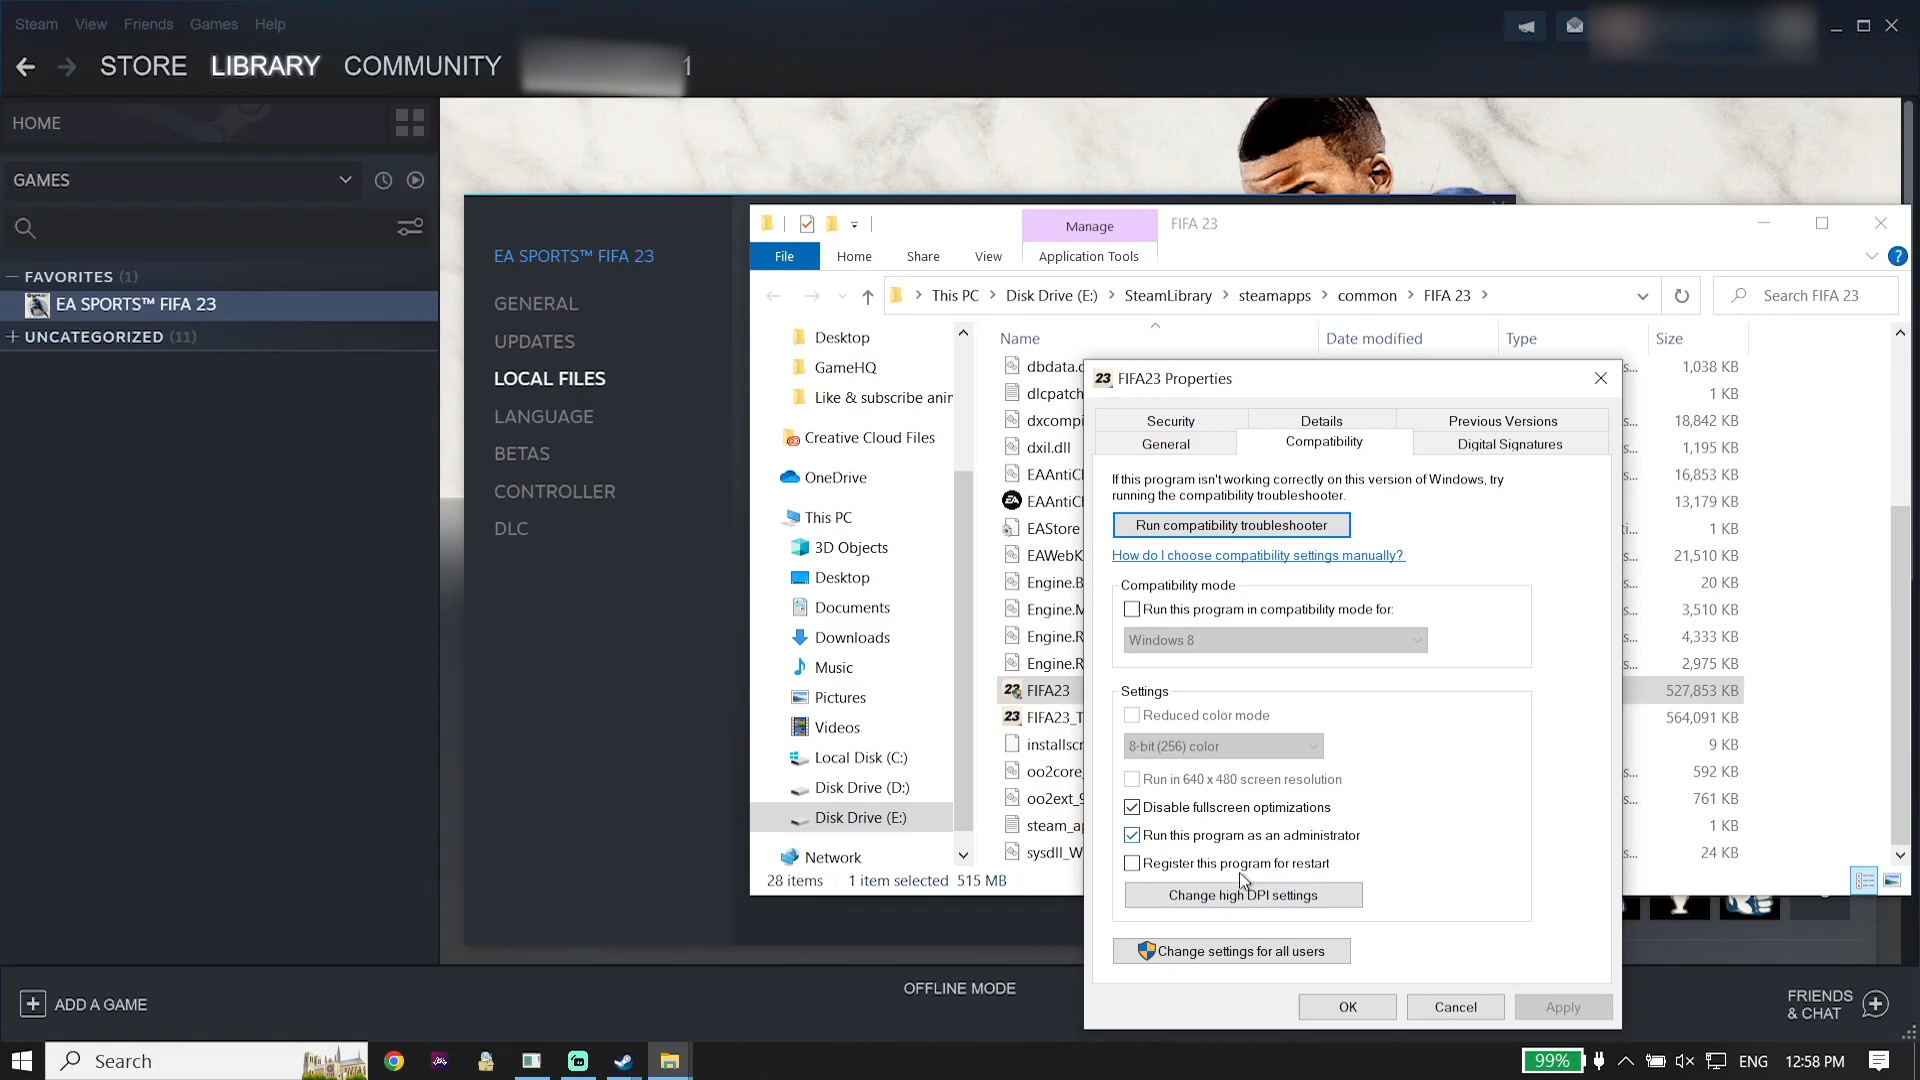 Steam View Friends Games Help
STORE LIBRARY COMMUNITY 1
HOME
GAMES
FAVORITES (1)
EA SPORTS™ FIFA 23
UNCATEGORIZED (11)
ADD A GAME
OFFLINE MODE
FRIENDS
& CHAT
EA SPORTS™ FIFA 23
GENERAL
UPDATES
LOCAL FILES
LANGUAGE
BETAS
CONTROLLER
DLC
Manage FIFA 23
File Home Share View Application Tools
This PC Disk Drive (E:) SteamLibrary steamapps common FIFA 23 Search FIFA 23
Desktop
GameHQ
Like & subscribe anir
Creative Cloud Files
OneDrive
This PC
3D Objects
Desktop
Documents
Downloads
Music
Pictures
Videos
Local Disk (C:)
Disk Drive (D:)
Disk Drive (E:)
Network
28 items 1 item selected 515 MB
Name Date modified Type Size
dbdata.c s... 1,038 KB
dlcpatch 1 KB
dxcompi s... 18,842 KB
dxil.dll s... 1,195 KB
EAAntiCl s... 16,853 KB
EAAntiCl 13,179 KB
EAStore ti... 1 KB
EAWebK s... 21,510 KB
Engine.B s... 20 KB
Engine.M s... 3,510 KB
Engine.R s... 4,333 KB
Engine.R s... 2,975 KB
FIFA23 527,853 KB
23 FIFA23_T 564,091 KB
installscr 9 KB
oo2core_ s... 592 KB
oo2ext_9 s... 761 KB
steam_a 1 KB
sysdll_W s... 24 KB
23 FIFA23 Properties
Security Details Previous Versions
General Compatibility Digital Signatures
If this program isn't working correctly on this version of Windows, try
running the compatibility troubleshooter.
Run compatibility troubleshooter
How do I choose compatibility settings manually?
Compatibility mode
Run this program in compatibility mode for:
Windows 8
Settings
Reduced color mode
8-bit (256) color
Run in 640 x 480 screen resolution
Disable fullscreen optimizations
Run this program as an administrator
Register this program for restart
Change high DPI settings
Change settings for all users
OK Cancel Apply
Search 99% ENG 12:58 PM